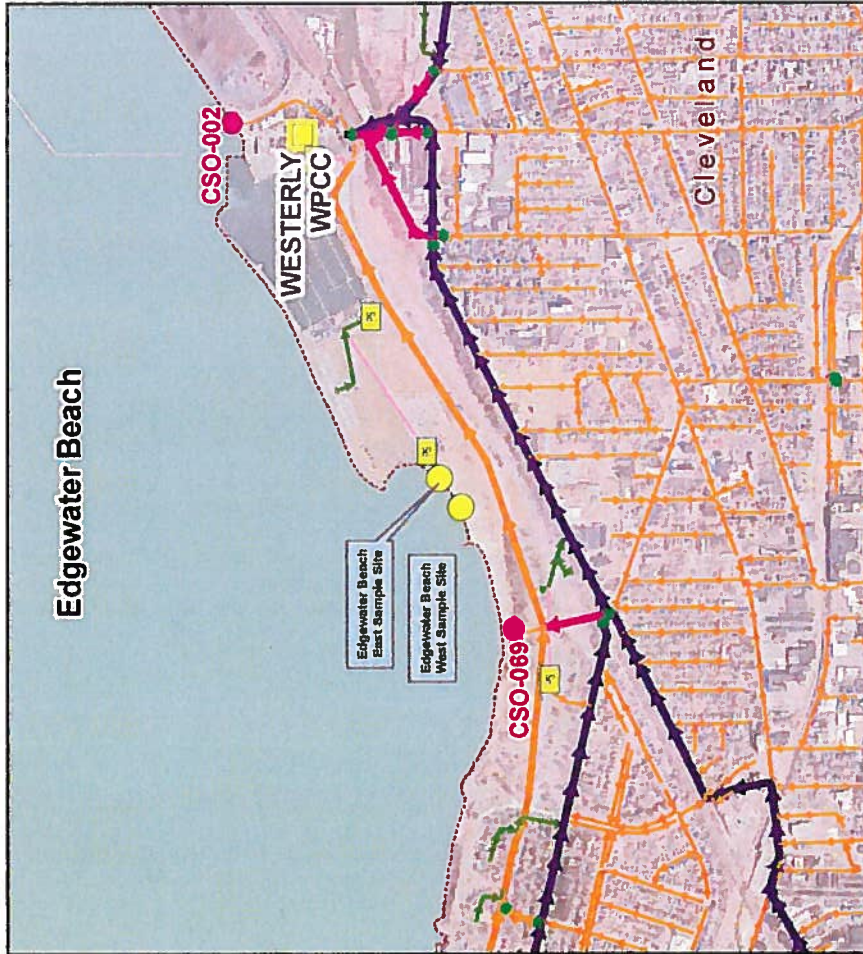 Edgewater Beach
CSO-002
WESTERLY
WPCC
Cleveland
Edgewater Beach
East Sample Site
Edgewater Beach
West Sample Site
CSO-069